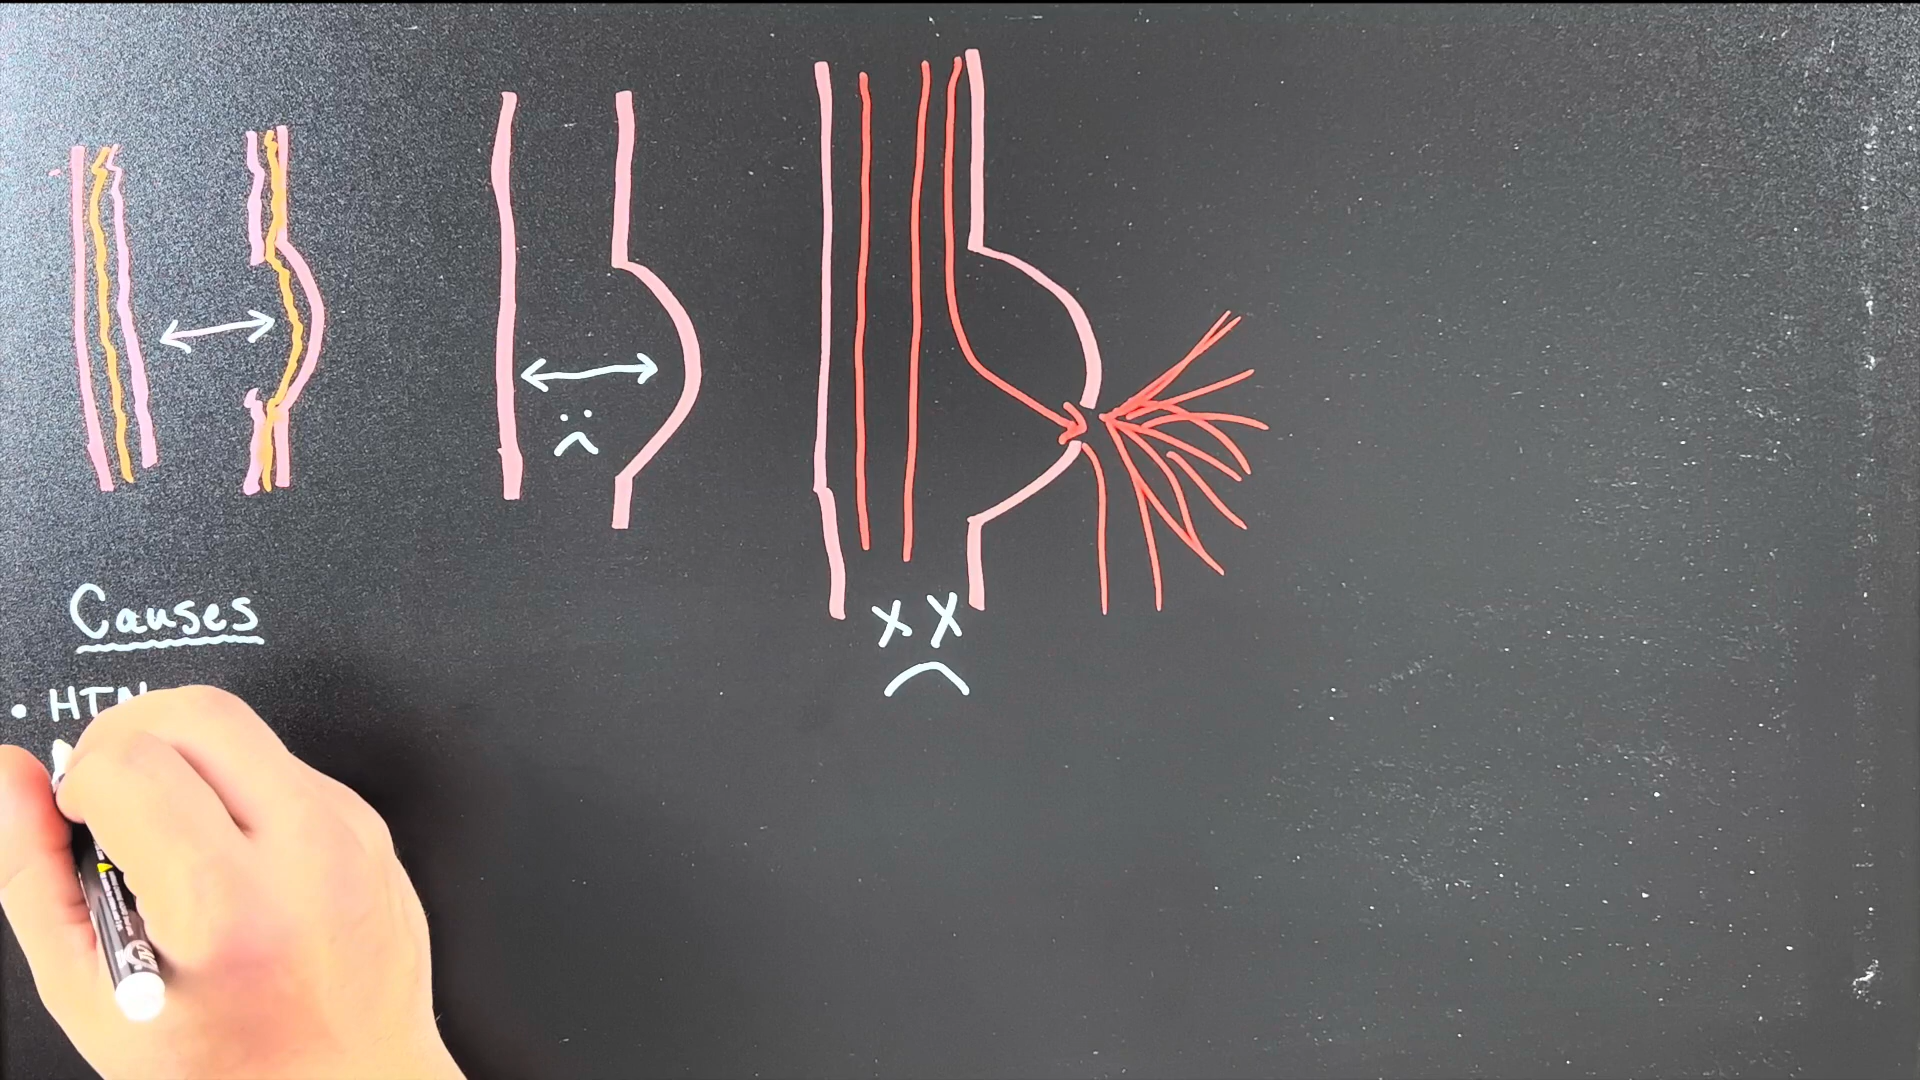 Causes
• HTN
X X